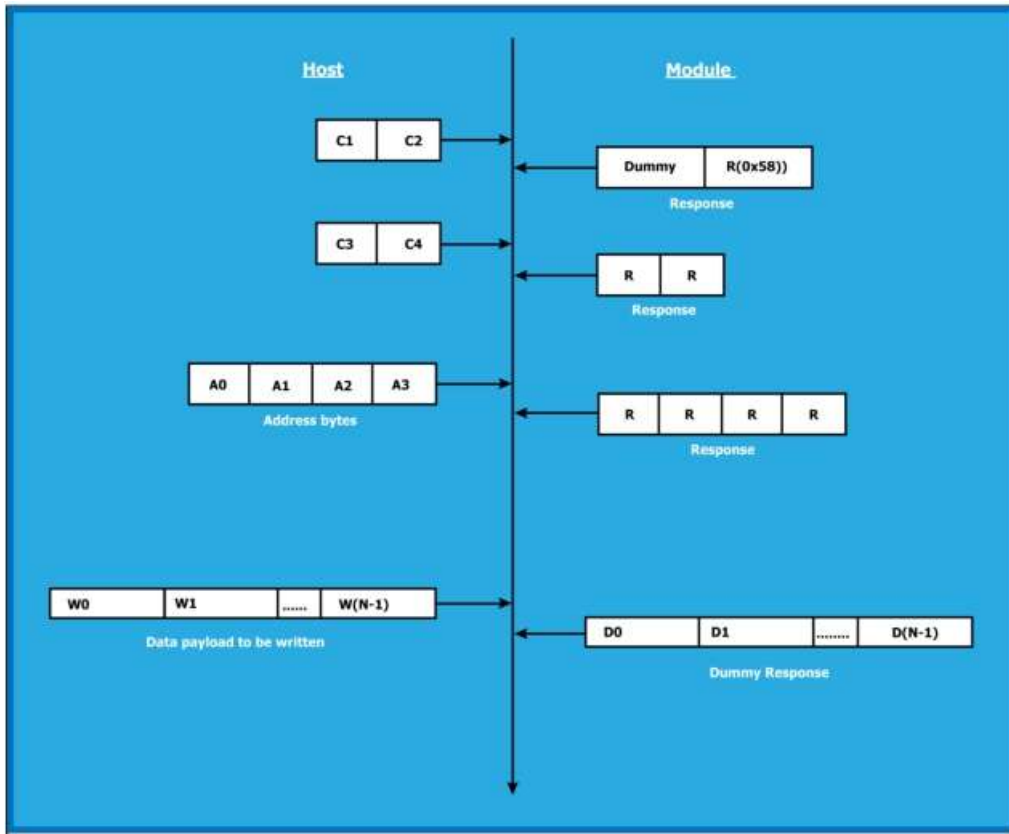 Host Module
C1 C2
Dummy R(0x58))
Response
C3 C4
R R
Response
A0 A1 A2 A3
Address bytes
R R R R
Response
W0 W1 ...... W(N-1)
Data payload to be written
D0 D1 ........ D(N-1)
Dummy Response